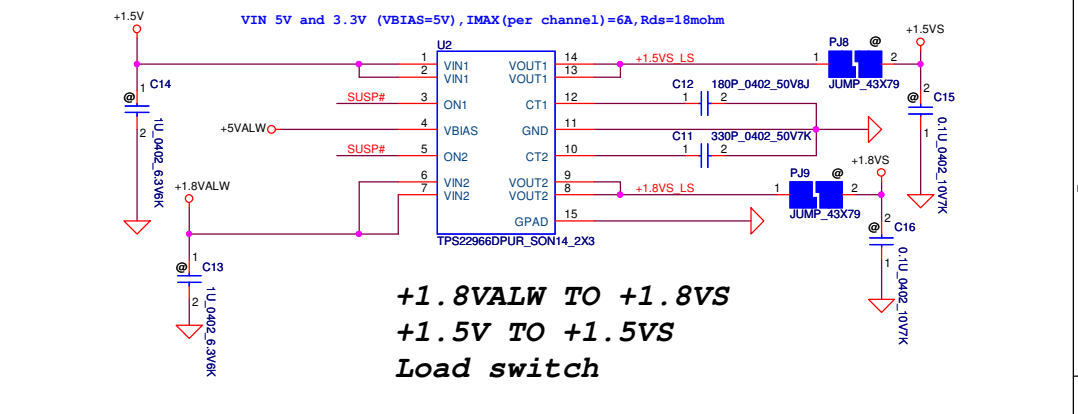 VIN 5V and 3.3V (VBIAS=5V),IMAX(per channel)=6A,Rds=18mohm
+1.5V
U2
1
VIN1
2
VIN1
3
ON1
4
VBIAS
5
ON2
6
VIN2
7
VIN2
14
VOUT1
13
VOUT1
12
CT1
11
GND
10
CT2
9
VOUT2
8
VOUT2
15
GPAD
TPS22966DPUR_SON14_2X3
SUSP#
+5VALW
SUSP#
+1.8VALW
@
C14
1
2
1U_0402_6.3V6K
@
C13
1
2
1U_0402_6.3V6K
+1.5VS_LS
C12
180P_0402_50V8J
1
2
C11
330P_0402_50V7K
1
2
+1.8VS_LS
PJ8
@
1
2
JUMP_43X79
+1.5VS
@
C15
1
2
0.1U_0402_10V7K
PJ9
@
1
2
JUMP_43X79
+1.8VS
@
C16
2
1
0.1U_0402_10V7K
+1.8VALW TO +1.8VS
+1.5V TO +1.5VS
Load switch